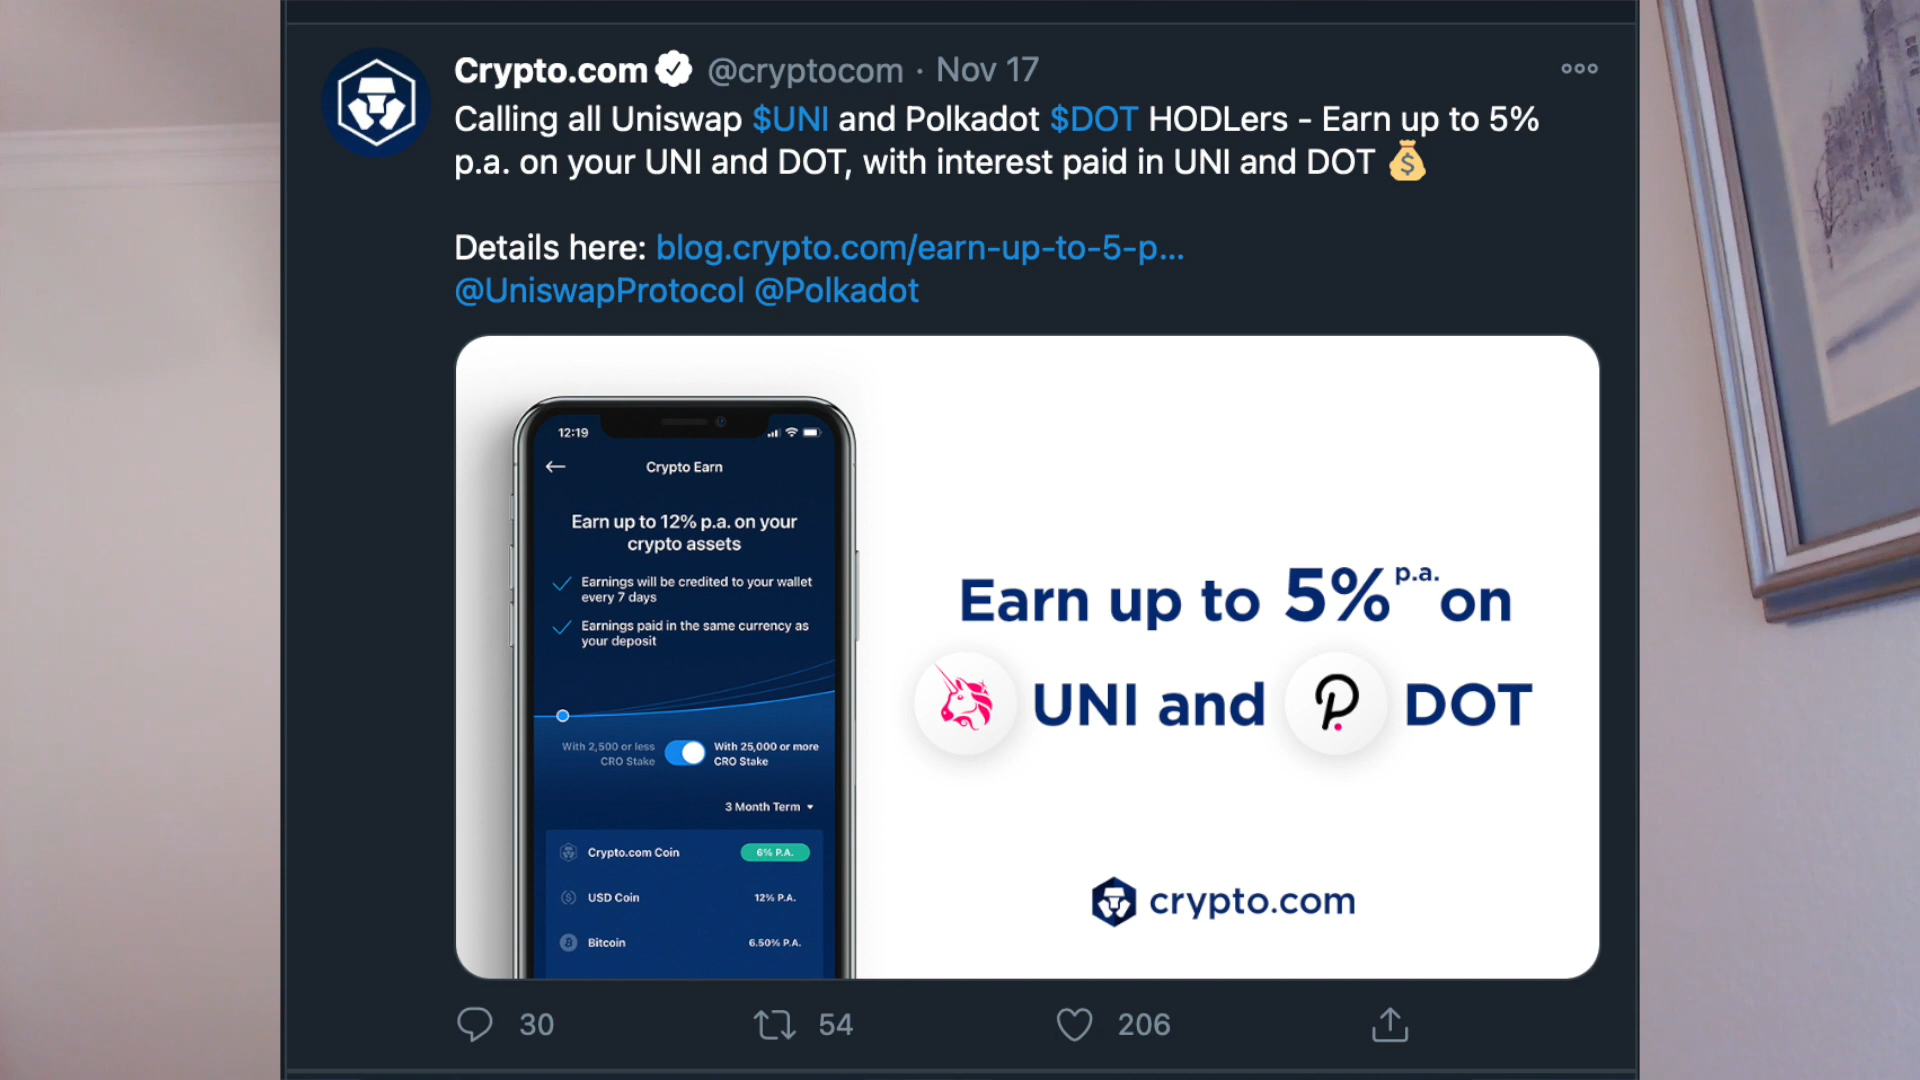 Crypto.com @cryptocom · Nov 17
Calling all Uniswap $UNI and Polkadot $DOT HODLers - Earn up to 5%
p.a. on your UNI and DOT, with interest paid in UNI and DOT 💰
Details here: blog.crypto.com/earn-up-to-5-p...
@UniswapProtocol @Polkadot
12:19
Crypto Earn
Earn up to 12% p.a. on your
crypto assets
Earnings will be credited to your wallet
every 7 days
Earnings paid in the same currency as
your deposit
With 2,500 or less
CRO Stake
With 25,000 or more
CRO Stake
3 Month Term
Crypto.com Coin 6% P.A.
USD Coin 12% P.A.
Bitcoin 6.50% P.A.
Earn up to 5% p.a. on
UNI and DOT
crypto.com
30 54 206